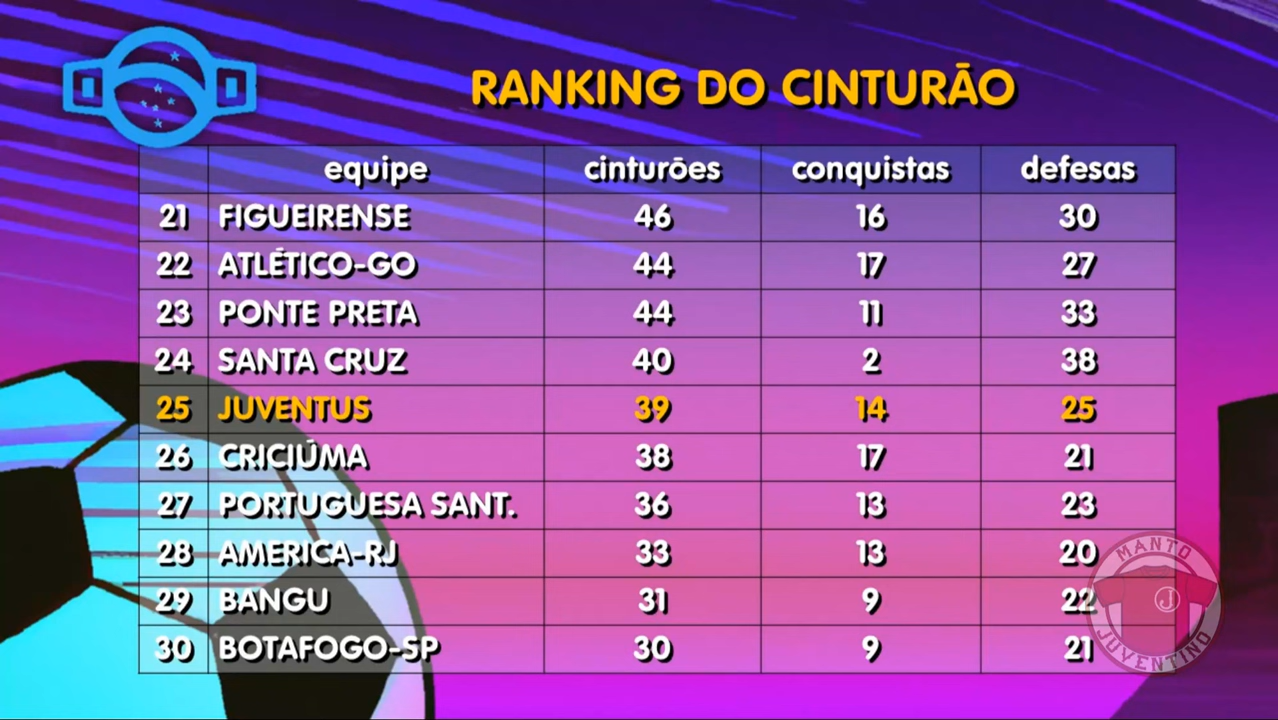 RANKING DO CINTURÃO
equipe cinturões conquistas defesas
21 FIGUEIRENSE 46 16 30
22 ATLÉTICO-GO 44 17 27
23 PONTE PRETA 44 11 33
24 SANTA CRUZ 40 2 38
25 JUVENTUS 39 14 25
26 CRICIÚMA 38 17 21
27 PORTUGUESA SANT. 36 13 23
28 AMERICA-RJ 33 13 20
29 BANGU 31 9 22
30 BOTAFOGO-SP 30 9 21
MANTO
J
JUVENTINO